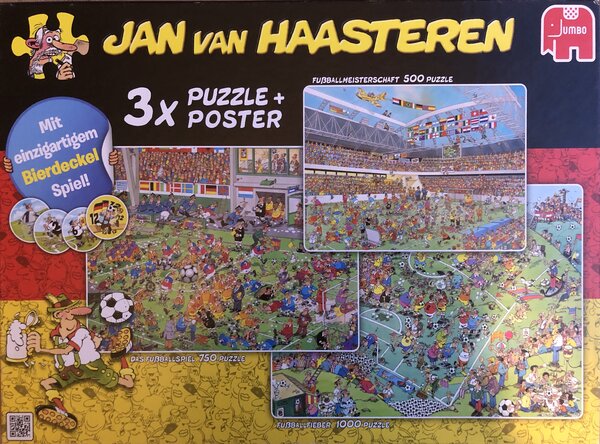 JAN VAN HAASTEREN
Jumbo
3x PUZZLE +
POSTER
FUßBALLMEISTERSCHAFT 500 PUZZLE
Mit
einzigartigem
Bierdeckel
Spiel!
12
DAS FUßBALLSPIEL 750 PUZZLE
FUßBALLFIEBER 1000 PUZZLE